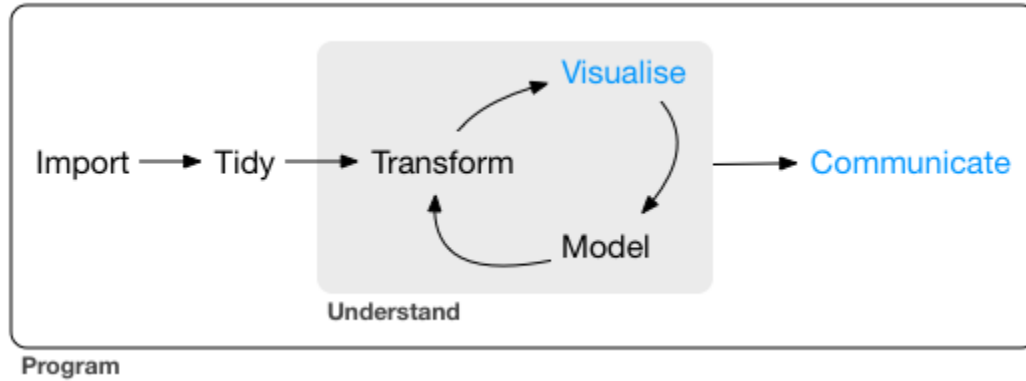 Visualise
Import
Tidy
Transform
Communicate
Model
Understand
Program